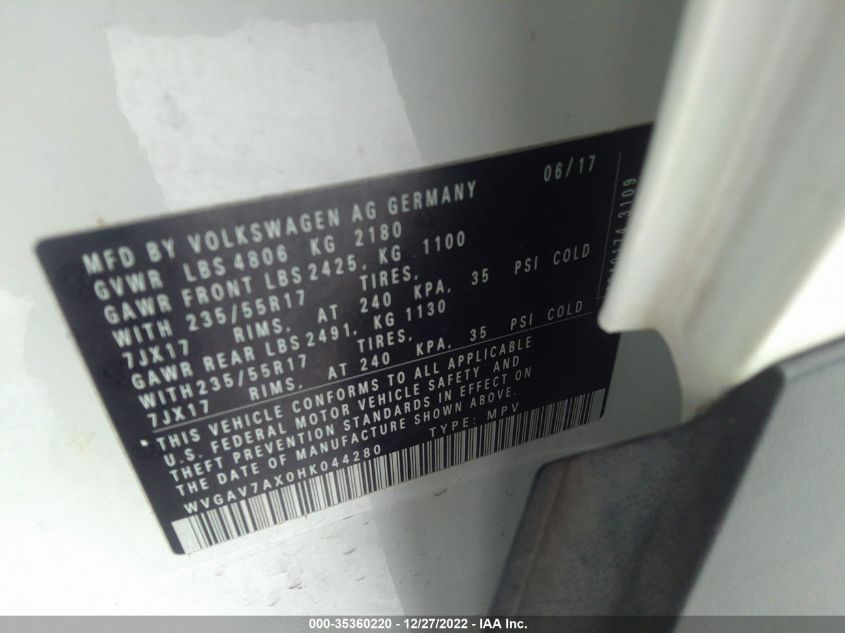 MFD BY VOLKSWAGEN AG GERMANY 06/17
GVWR LBS 4806 KG 2180
GAWR FRONT LBS 2425, KG 1100
WITH 235/55R17 TIRES,
7JX17 RIMS, AT 240 KPA, 35 PSI COLD
GAWR REAR LBS 2491, KG 1130
WITH 235/55R17 TIRES,
7JX17 RIMS, AT 240 KPA, 35 PSI COLD
• THIS VEHICLE CONFORMS TO ALL APPLICABLE
U.S. FEDERAL MOTOR VEHICLE SAFETY AND
THEFT PREVENTION STANDARDS IN EFFECT ON
THE DATE OF MANUFACTURE SHOWN ABOVE.
WVGAV7AX0HK044280 TYPE: MPV
3109
000-35360220 - 12/27/2022 - IAA Inc.